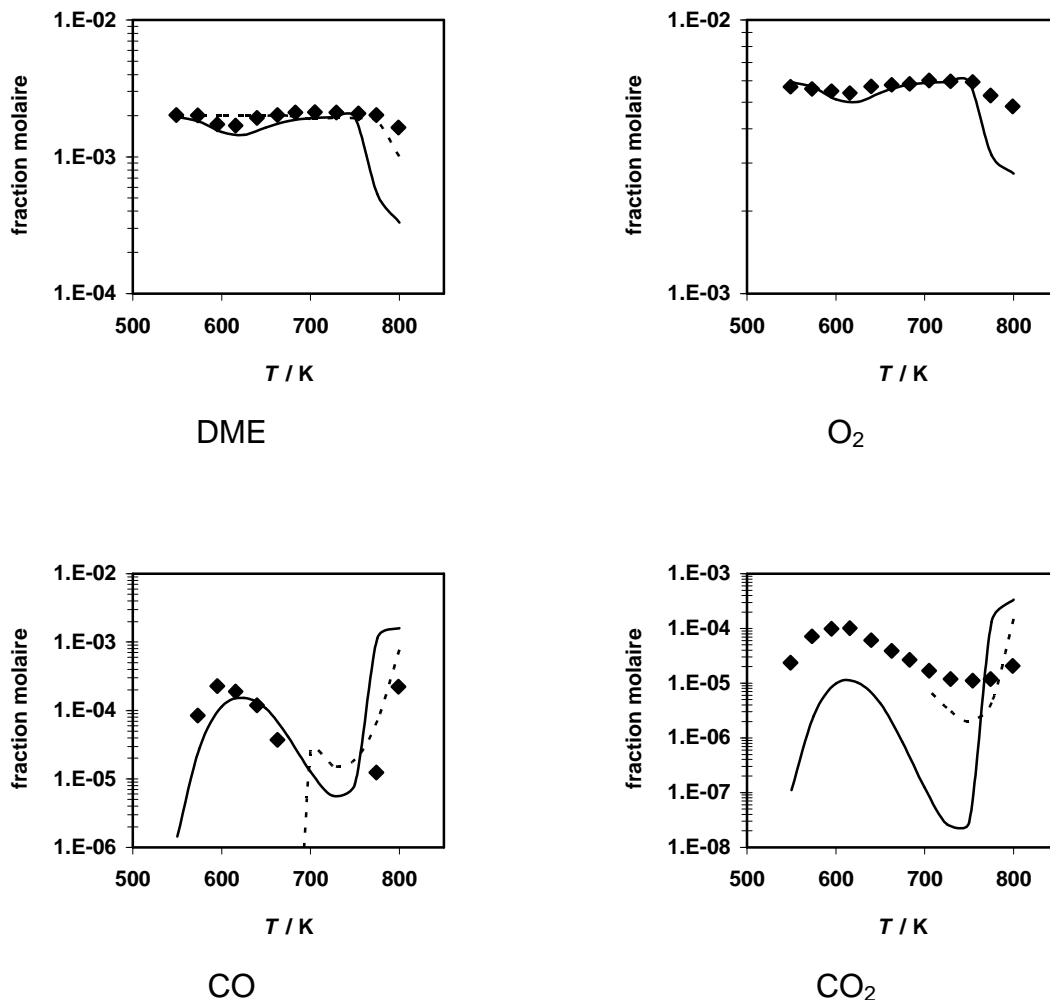 1.E-02
1.E-03
1.E-04
fraction molaire
500 600 700 800
T / K
DME
1.E-02
1.E-03
fraction molaire
500 600 700 800
T / K
O₂
1.E-02
1.E-03
1.E-04
1.E-05
1.E-06
fraction molaire
500 600 700 800
T / K
CO
1.E-03
1.E-04
1.E-05
1.E-06
1.E-07
1.E-08
fraction molaire
500 600 700 800
T / K
CO₂